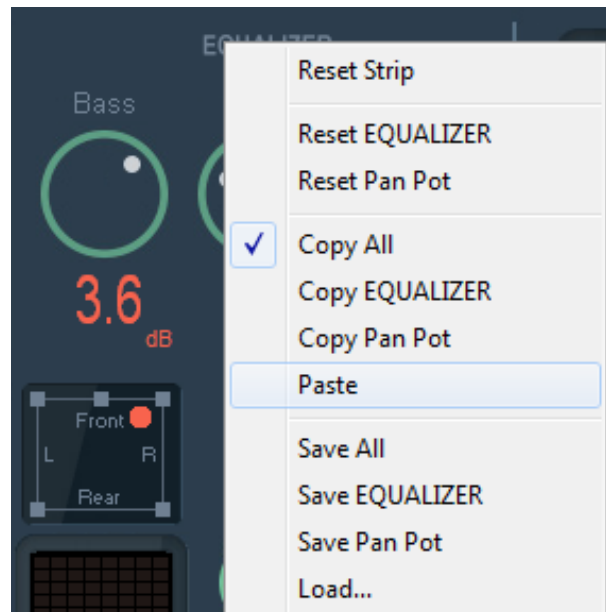 EQUALIZER
Bass
3.6
dB
Front
L R
Rear
Reset Strip
Reset EQUALIZER
Reset Pan Pot
Copy All
Copy EQUALIZER
Copy Pan Pot
Paste
Save All
Save EQUALIZER
Save Pan Pot
Load...